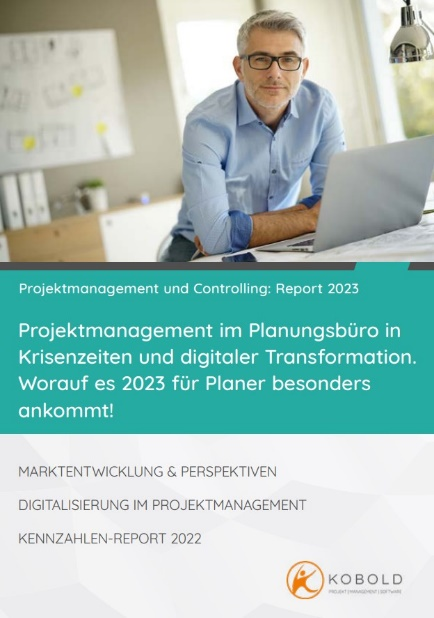 Projektmanagement und Controlling: Report 2023
Projektmanagement im Planungsbüro in
Krisenzeiten und digitaler Transformation.
Worauf es 2023 für Planer besonders
ankommt!
MARKTENTWICKLUNG & PERSPEKTIVEN
DIGITALISIERUNG IM PROJEKTMANAGEMENT
KENNZAHLEN-REPORT 2022
KOBOLD
PROJEKT | MANAGEMENT | SOFTWARE